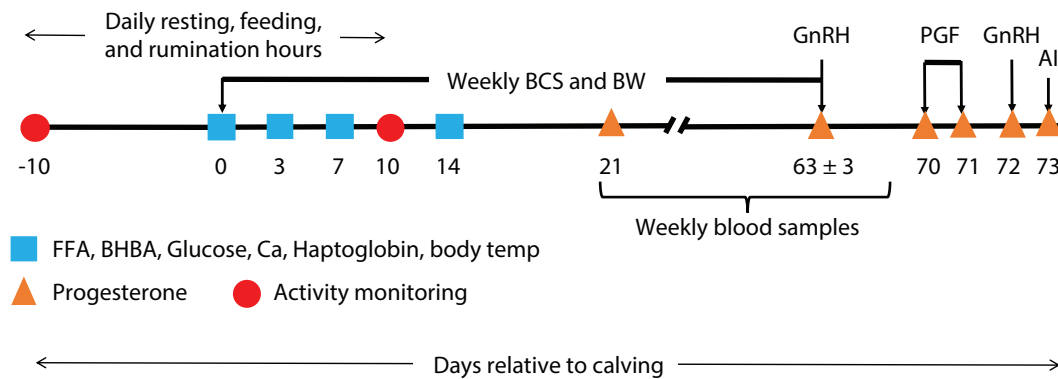 Daily resting, feeding,
and rumination hours
GnRH
PGF
GnRH
AI
Weekly BCS and BW
-10
0
3
7
10
14
21
63 ± 3
70
71
72
73
Weekly blood samples
FFA, BHBA, Glucose, Ca, Haptoglobin, body temp
Progesterone
Activity monitoring
Days relative to calving